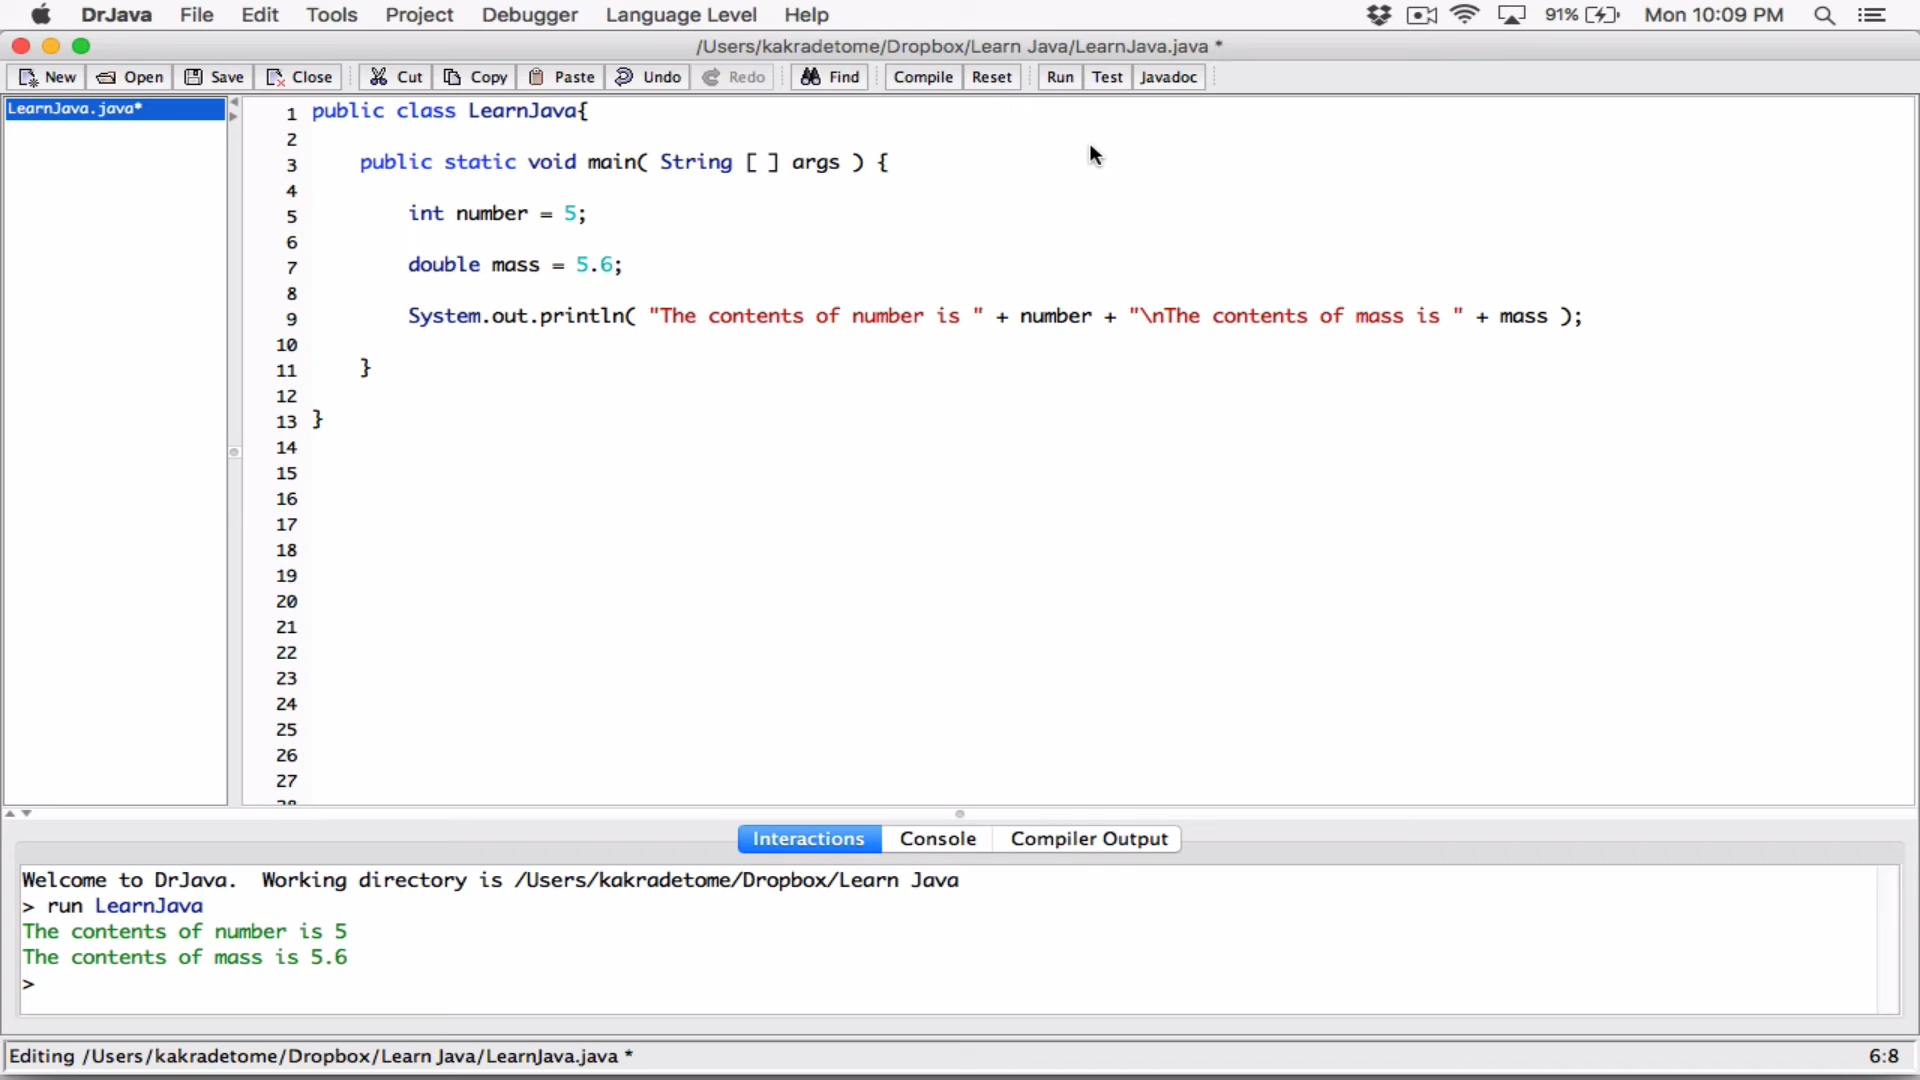 DrJava File Edit Tools Project Debugger Language Level Help 91% Mon 10:09 PM
/Users/kakradetome/Dropbox/Learn Java/LearnJava.java *
New Open Save Close Cut Copy Paste Undo Redo Find Compile Reset Run Test Javadoc
LearnJava.java*
1 public class LearnJava{
2
3 public static void main( String [ ] args ) {
4
5 int number = 5;
6
7 double mass = 5.6;
8
9 System.out.println( "The contents of number is " + number + "\nThe contents of mass is " + mass );
10
11 }
12
13 }
14
15
16
17
18
19
20
21
22
23
24
25
26
27
28
Interactions Console Compiler Output
Welcome to DrJava. Working directory is /Users/kakradetome/Dropbox/Learn Java
> run LearnJava
The contents of number is 5
The contents of mass is 5.6
>
Editing /Users/kakradetome/Dropbox/Learn Java/LearnJava.java * 6:8